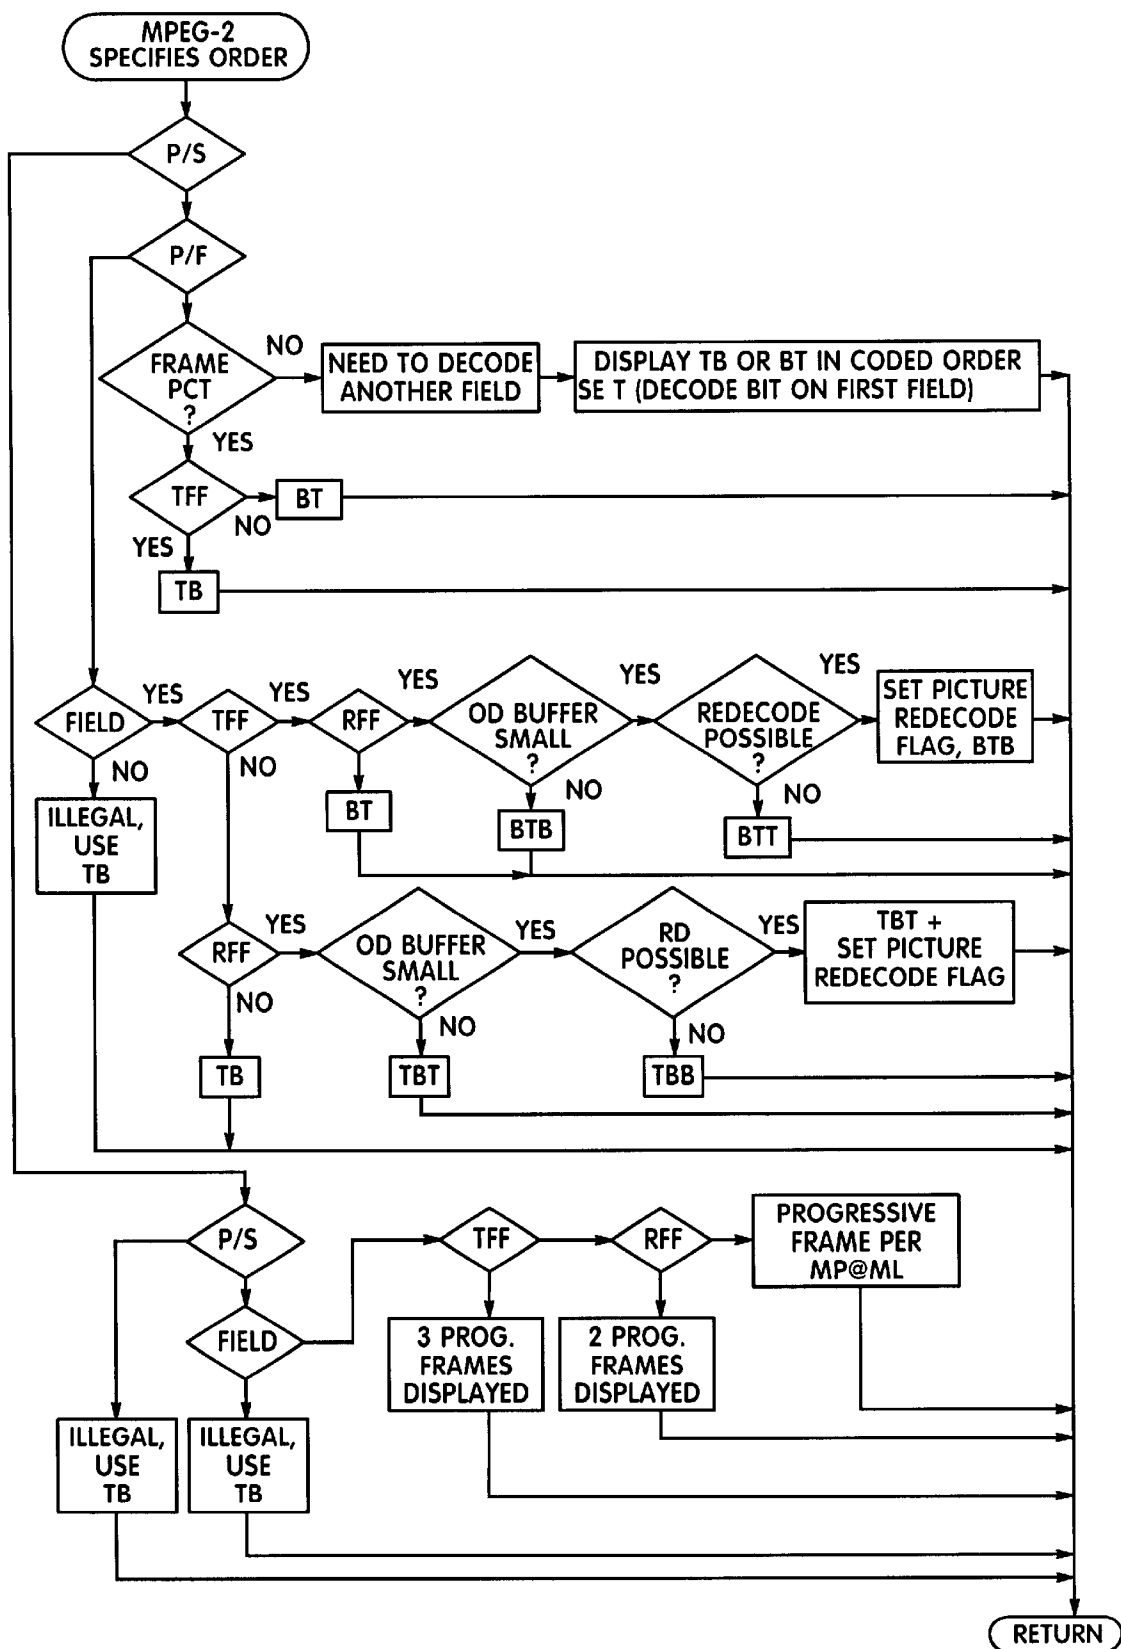 MPEG-2
SPECIFIES ORDER
P/S
P/F
FRAME
PCT
?
NO
NEED TO DECODE
ANOTHER FIELD
DISPLAY TB OR BT IN CODED ORDER
SE T (DECODE BIT ON FIRST FIELD)
YES
TFF
NO
BT
YES
TB
FIELD
YES
TFF
YES
RFF
YES
OD BUFFER
SMALL
?
YES
REDECODE
POSSIBLE
?
YES
SET PICTURE
REDECODE
FLAG, BTB
NO
NO
NO
NO
ILLEGAL,
USE
TB
BT
BTB
BTT
RFF
YES
OD BUFFER
SMALL
?
YES
RD
POSSIBLE
?
YES
TBT +
SET PICTURE
REDECODE FLAG
NO
NO
NO
TB
TBT
TBB
P/S
TFF
RFF
PROGRESSIVE
FRAME PER
MP@ML
FIELD
3 PROG.
FRAMES
DISPLAYED
2 PROG.
FRAMES
DISPLAYED
ILLEGAL,
USE
TB
ILLEGAL,
USE
TB
RETURN